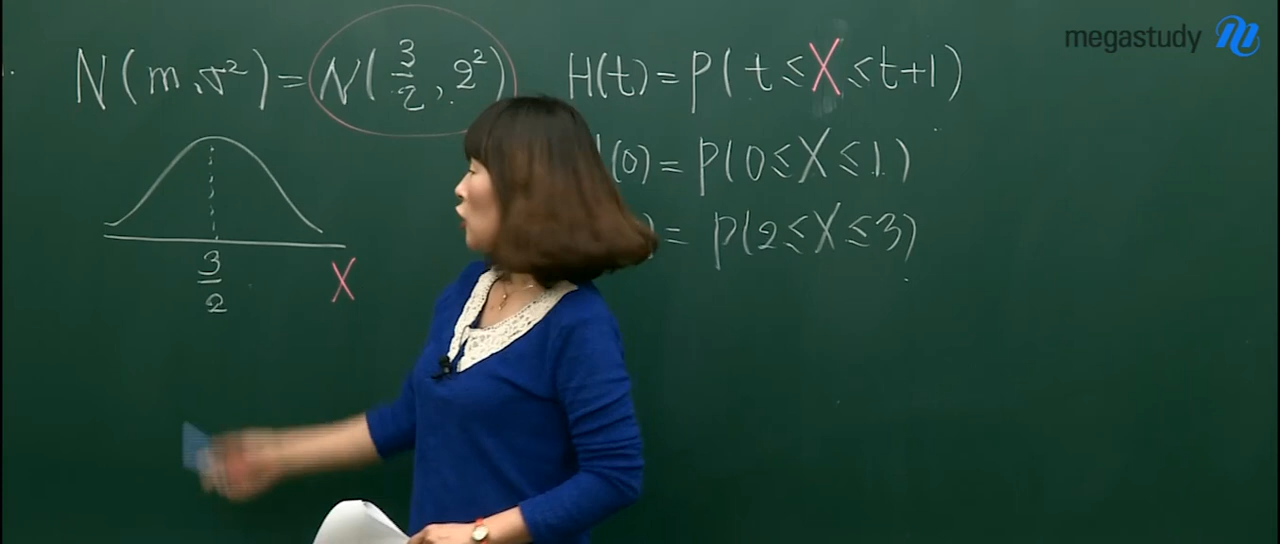 megastudy
N(m,σ²)=N(3/2, 2²)
H(t)=P(t≤X≤t+1)
(0)=P(0≤X≤1)
)=P(2≤X≤3)
3/2
X